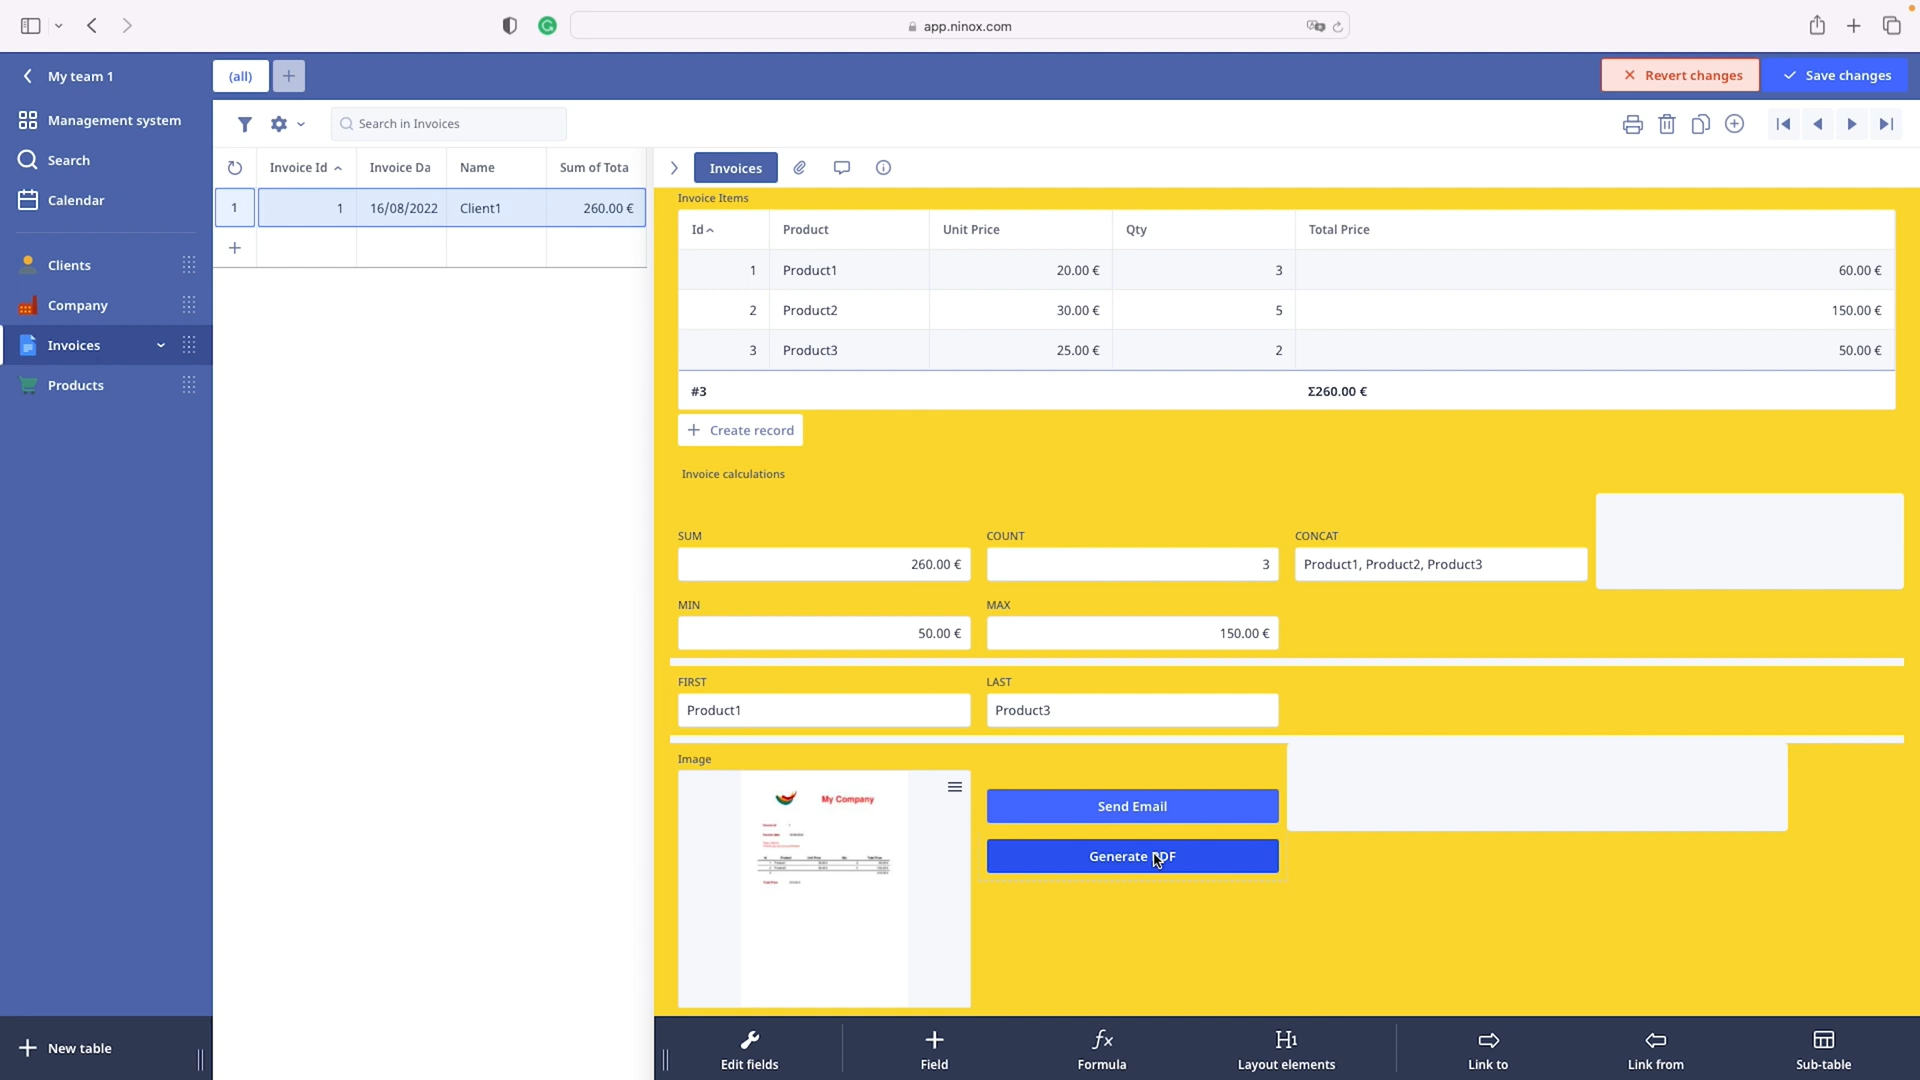 app.ninox.com
My team 1
(all)
Revert changes
Save changes
Management system
Search
Calendar
Clients
Company
Invoices
Products
New table
Search in Invoices
Invoice Id
Invoice Da
Name
Sum of Tota
1
1
16/08/2022
Client1
260.00 €
Invoices
Invoice Items
Id
Product
Unit Price
Qty
Total Price
1
Product1
20.00 €
3
60.00 €
2
Product2
30.00 €
5
150.00 €
3
Product3
25.00 €
2
50.00 €
#3
Σ260.00 €
Create record
Invoice calculations
SUM
COUNT
CONCAT
260.00 €
3
Product1, Product2, Product3
MIN
MAX
50.00 €
150.00 €
FIRST
LAST
Product1
Product3
Image
My Company
Send Email
Generate PDF
Edit fields
Field
fx
Formula
H1
Layout elements
Link to
Link from
Sub-table